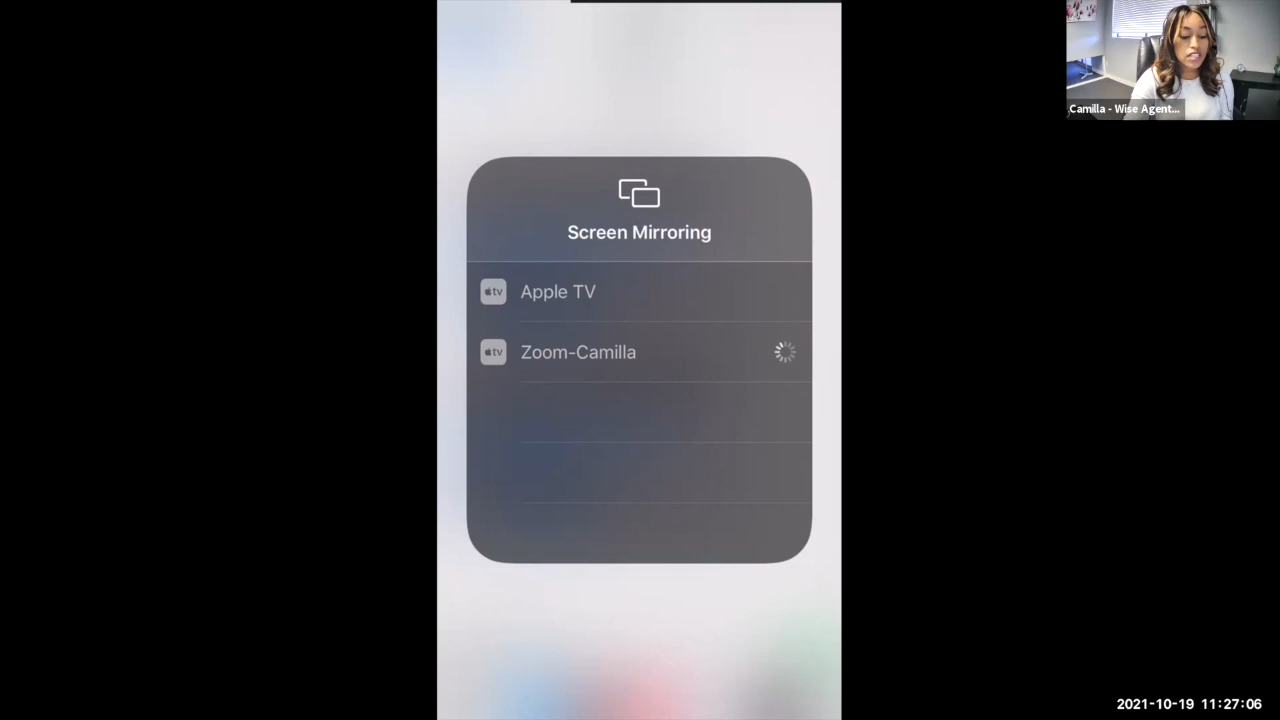 Screen Mirroring
tv Apple TV
tv Zoom-Camilla
Camilla - Wise Agent...
2021-10-19 11:27:06